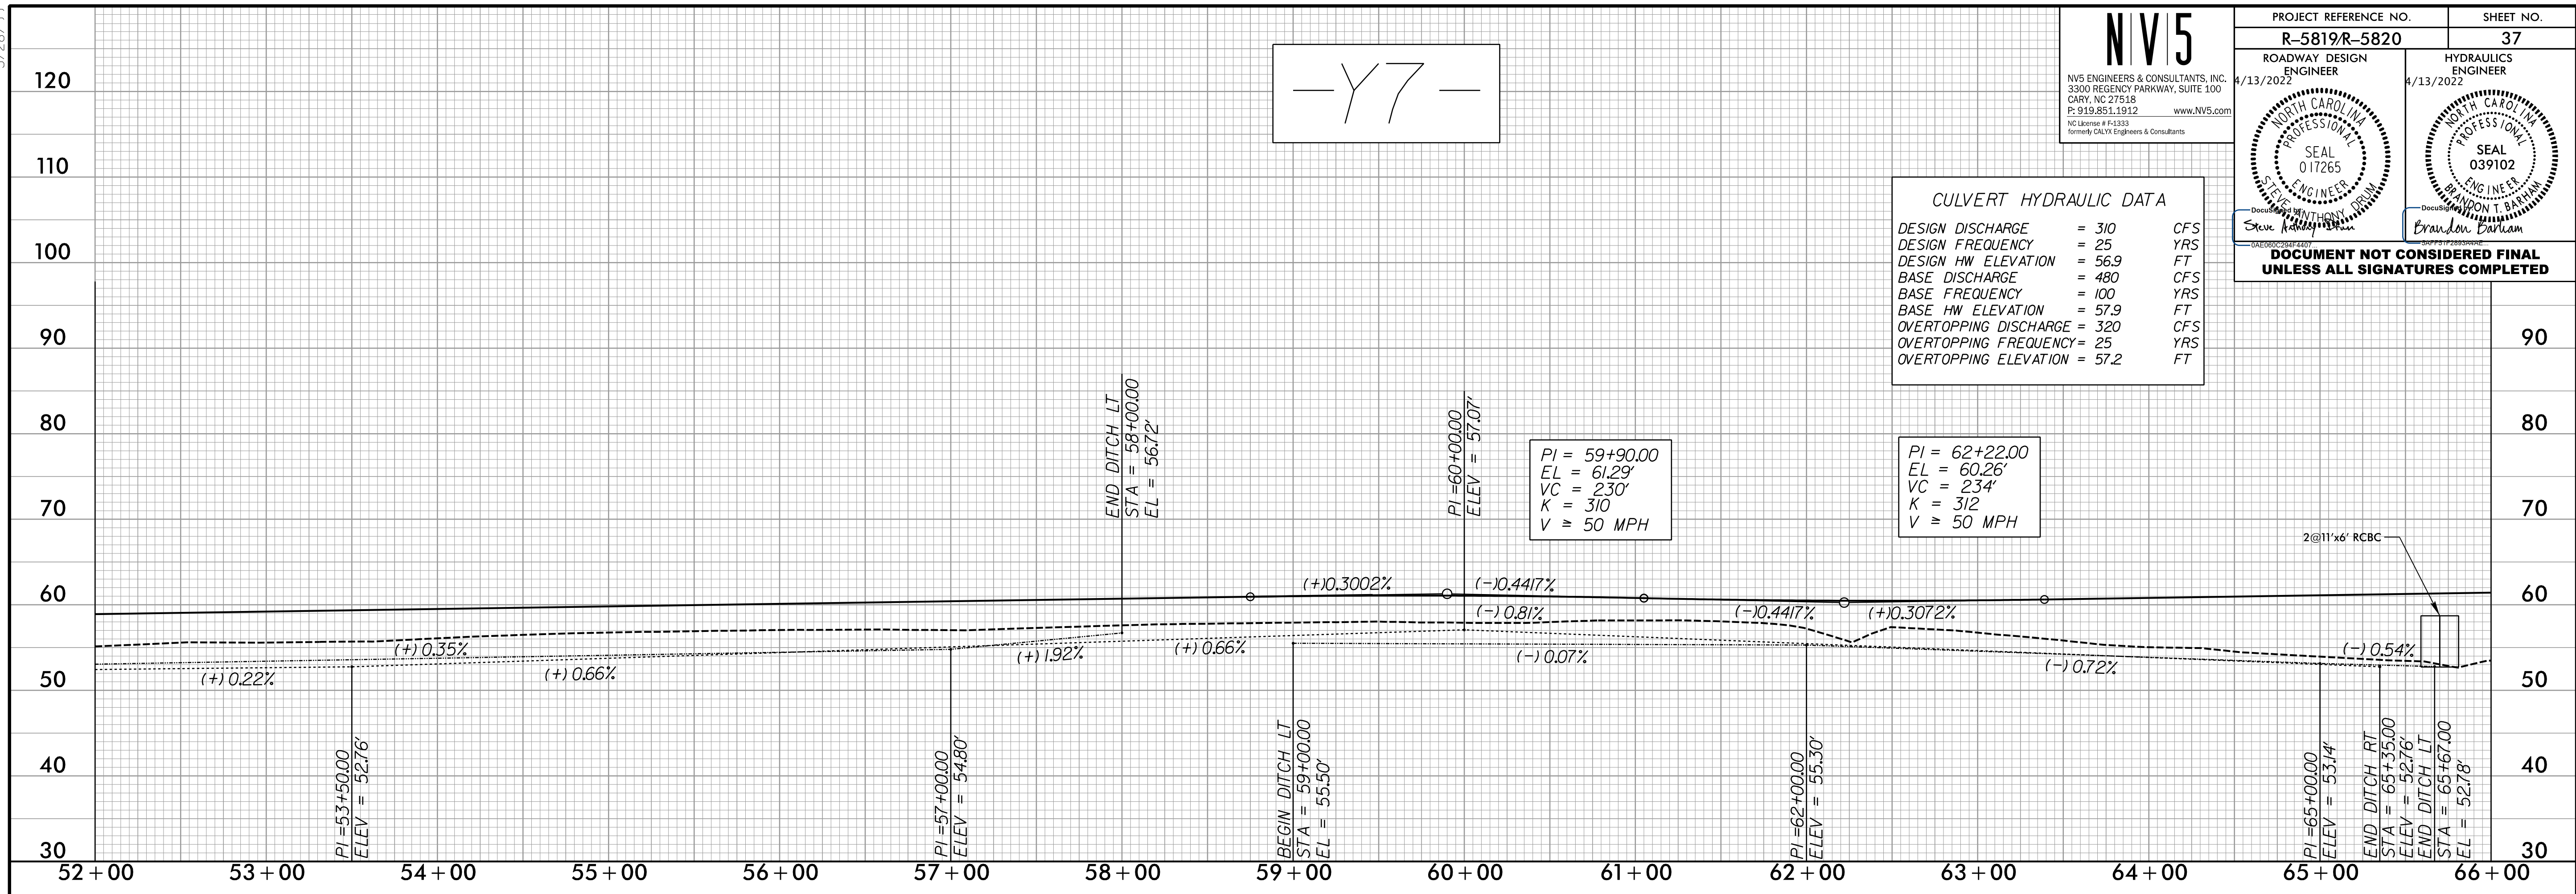 -Y7-
N|V|5
NV5 ENGINEERS & CONSULTANTS, INC.
3300 REGENCY PARKWAY, SUITE 100
CARY, NC 27518
P: 919.851.1912 www.NV5.com
NC License # F-1333
formerly CALYX Engineers & Consultants
PROJECT REFERENCE NO.
SHEET NO.
R-5819/R-5820
37
ROADWAY DESIGN
ENGINEER
4/13/2022
NORTH CAROLINA
PROFESSIONAL
SEAL
017265
ENGINEER
STEVE ANTHONY DRUM
DocuSigned by:
Steve Anthony Drum
0AE060C294F4407...
HYDRAULICS
ENGINEER
4/13/2022
NORTH CAROLINA
PROFESSIONAL
SEAL
039102
ENGINEER
BRANDON T. BARHAM
DocuSigned by:
Brandon Barham
DOCUMENT NOT CONSIDERED FINAL
UNLESS ALL SIGNATURES COMPLETED
CULVERT HYDRAULIC DATA
DESIGN DISCHARGE = 310 CFS
DESIGN FREQUENCY = 25 YRS
DESIGN HW ELEVATION = 56.9 FT
BASE DISCHARGE = 480 CFS
BASE FREQUENCY = 100 YRS
BASE HW ELEVATION = 57.9 FT
OVERTOPPING DISCHARGE = 320 CFS
OVERTOPPING FREQUENCY = 25 YRS
OVERTOPPING ELEVATION = 57.2 FT
120
110
100
90
80
70
60
50
40
30
90
80
70
60
50
40
30
END DITCH LT
STA = 58+00.00
EL = 56.72'
PI =60+00.00
ELEV = 57.07'
PI = 59+90.00
EL = 61.29'
VC = 230'
K = 310
V ≥ 50 MPH
PI = 62+22.00
EL = 60.26'
VC = 234'
K = 312
V ≥ 50 MPH
2@11'x6' RCBC
(+)0.3002%
(-)0.4417%
(-)0.81%
(-)0.4417%
(+)0.3072%
(+)0.35%
(+)0.22%
(+)0.66%
(+)1.92%
(+)0.66%
(-)0.07%
(-)0.72%
(-)0.54%
PI =53+50.00
ELEV = 52.76'
PI =57+00.00
ELEV = 54.80'
BEGIN DITCH LT
STA = 59+00.00
EL = 55.50'
PI =62+00.00
ELEV = 55.30'
PI =65+00.00
ELEV = 53.14'
END DITCH RT
STA = 65+35.00
ELEV = 52.76'
END DITCH LT
STA = 65+67.00
EL = 52.78'
52+00 53+00 54+00 55+00 56+00 57+00 58+00 59+00 60+00 61+00 62+00 63+00 64+00 65+00 66+00